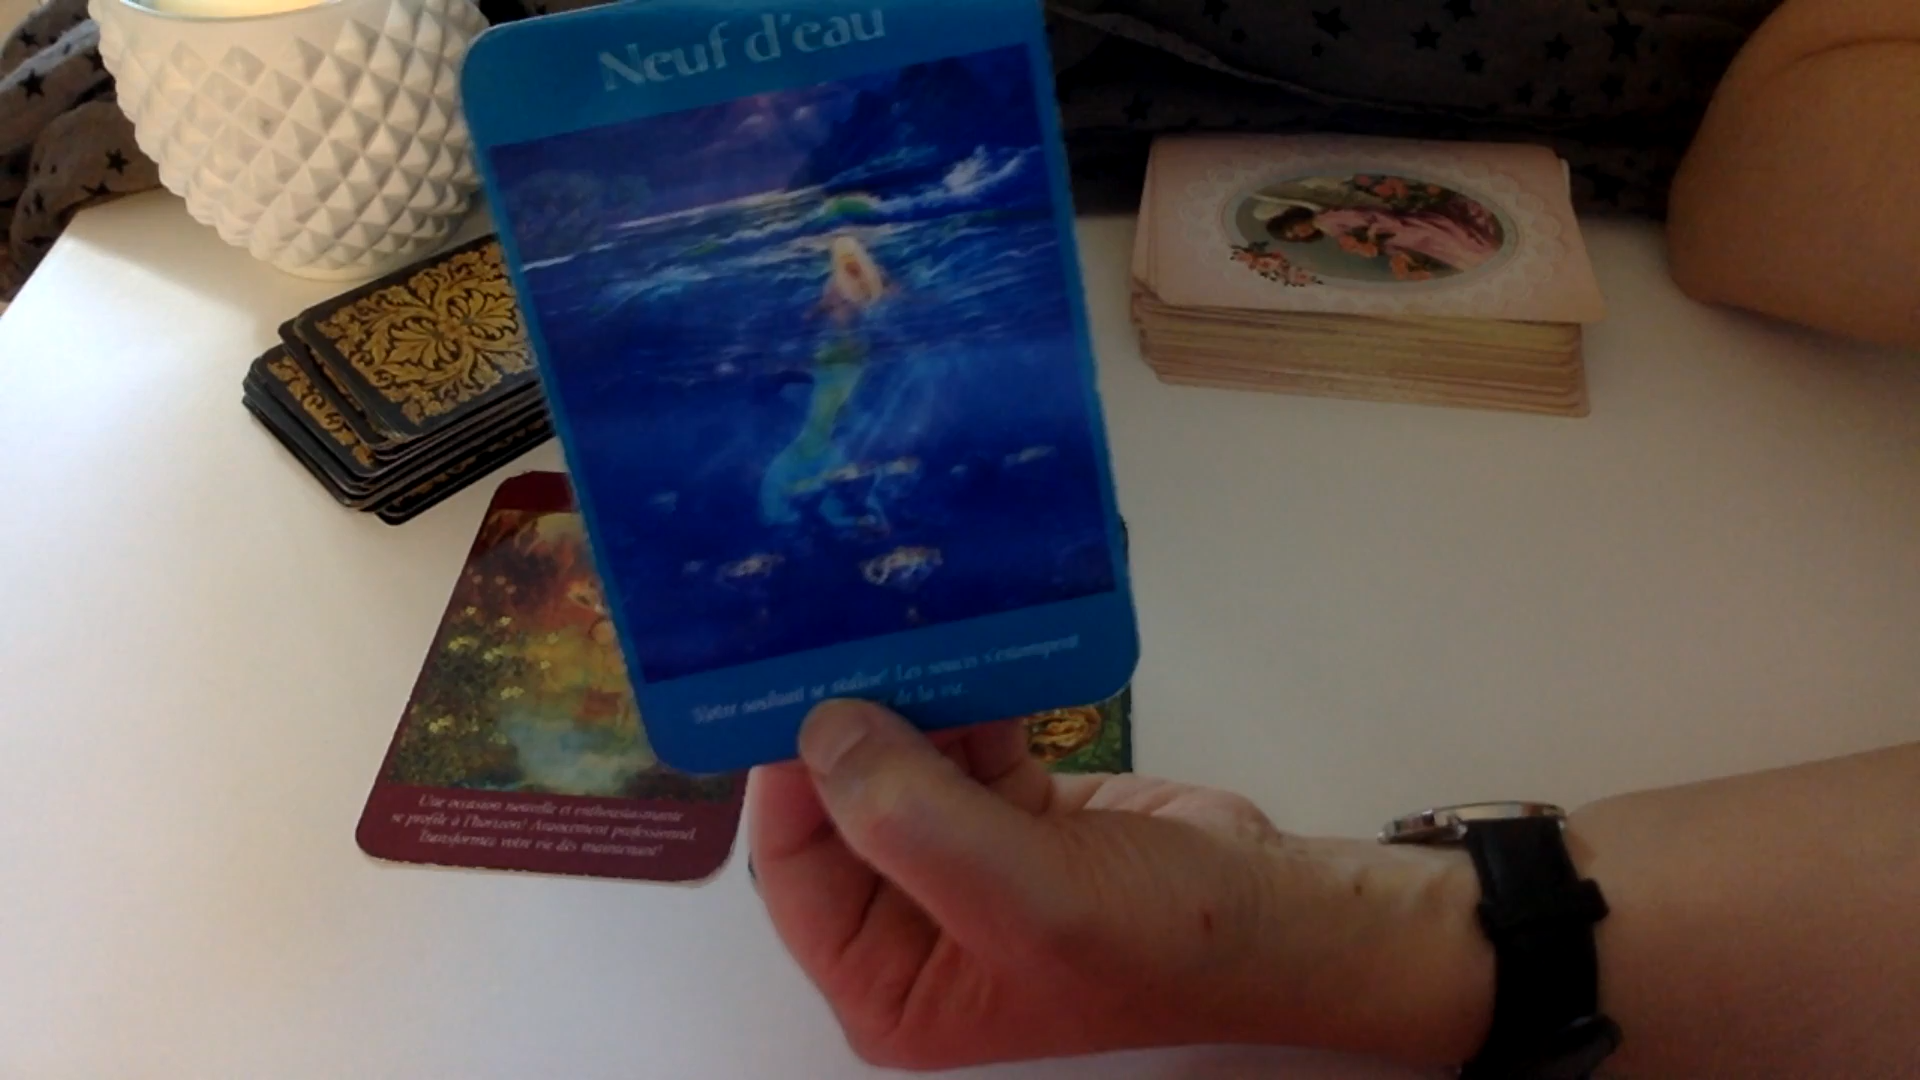 Neuf d'eau
Votre souhait se réalise! Les soucis s'estompent
de la vie.
Une occasion nouvelle et enthousiasmante
se profile à l'horizon! Avancement professionnel.
Transformez votre vie dès maintenant!